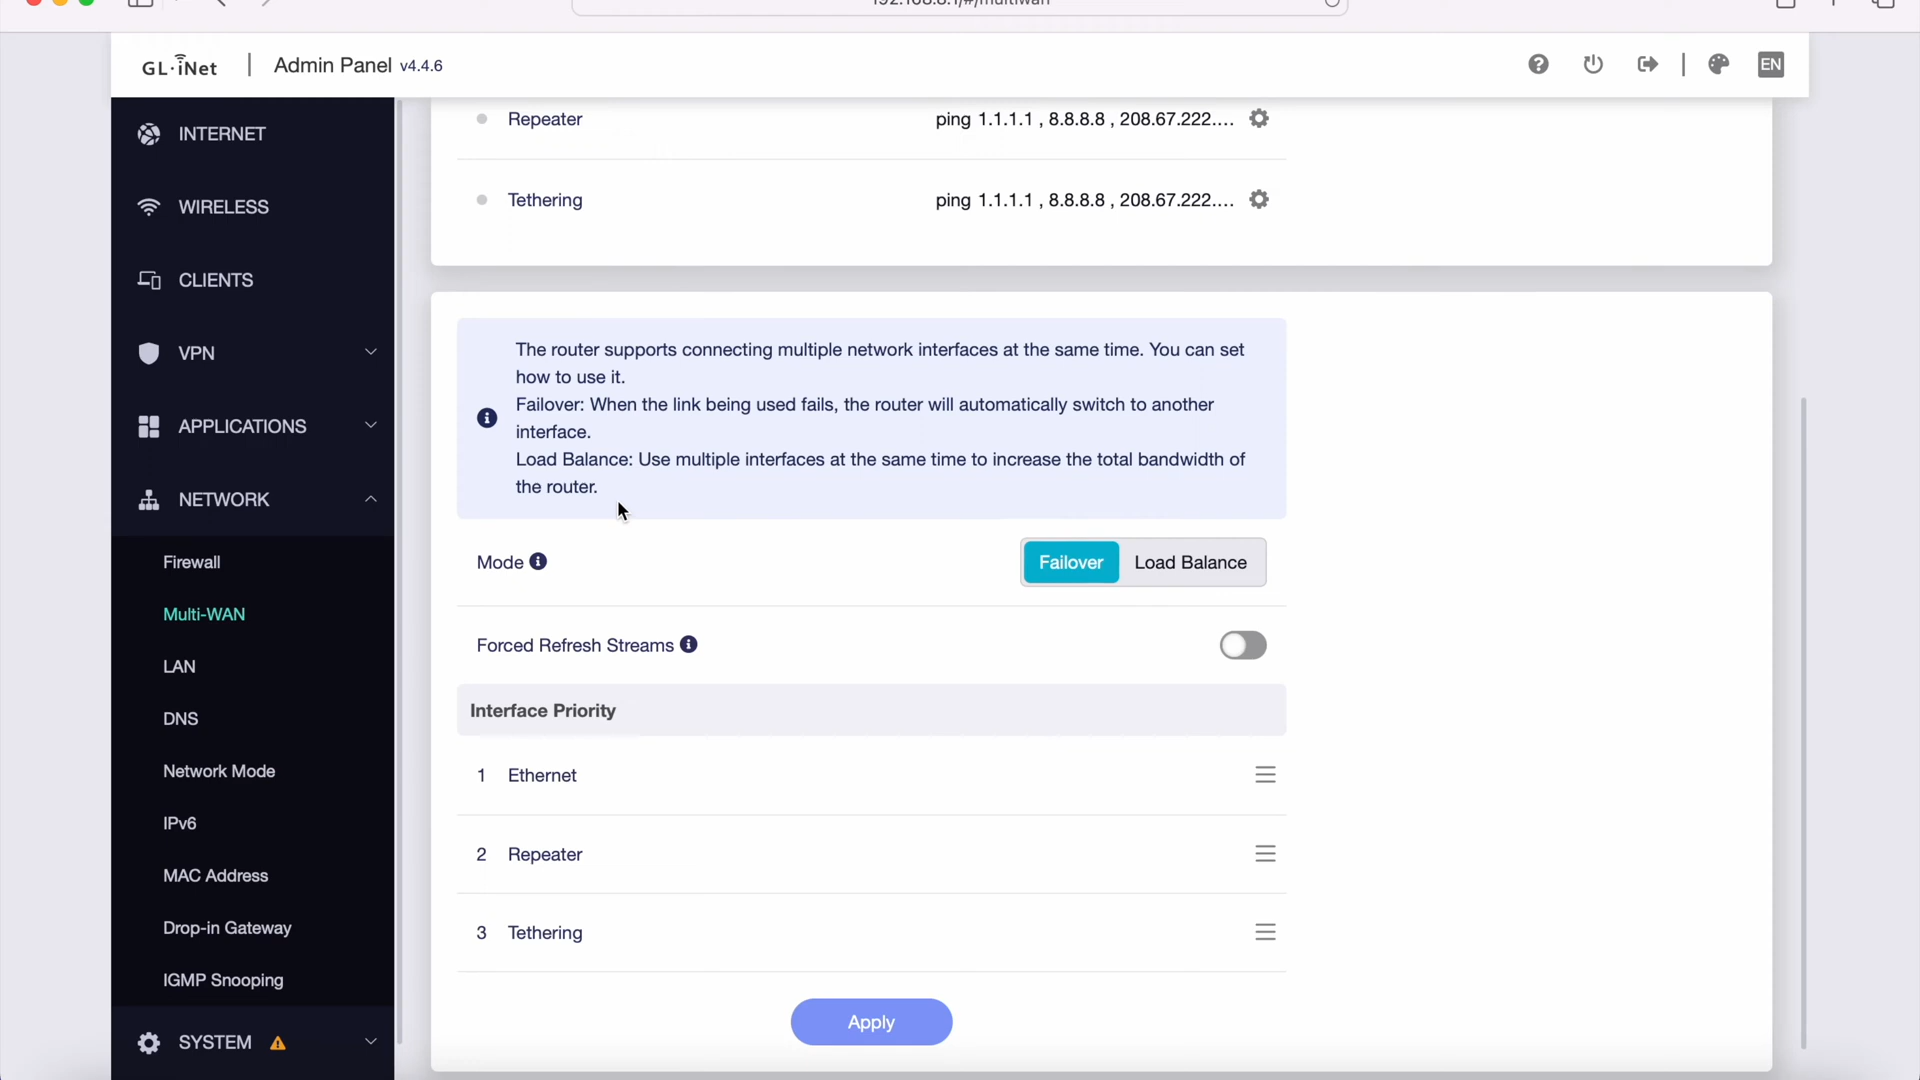 GL·iNet | Admin Panel v4.4.6
EN
INTERNET
WIRELESS
CLIENTS
VPN
APPLICATIONS
NETWORK
Firewall
Multi-WAN
LAN
DNS
Network Mode
IPv6
MAC Address
Drop-in Gateway
IGMP Snooping
SYSTEM
Repeater ping 1.1.1.1 , 8.8.8.8 , 208.67.222....
Tethering ping 1.1.1.1 , 8.8.8.8 , 208.67.222....
The router supports connecting multiple network interfaces at the same time. You can set
how to use it.
Failover: When the link being used fails, the router will automatically switch to another
interface.
Load Balance: Use multiple interfaces at the same time to increase the total bandwidth of
the router.
Mode Failover Load Balance
Forced Refresh Streams
Interface Priority
1 Ethernet
2 Repeater
3 Tethering
Apply